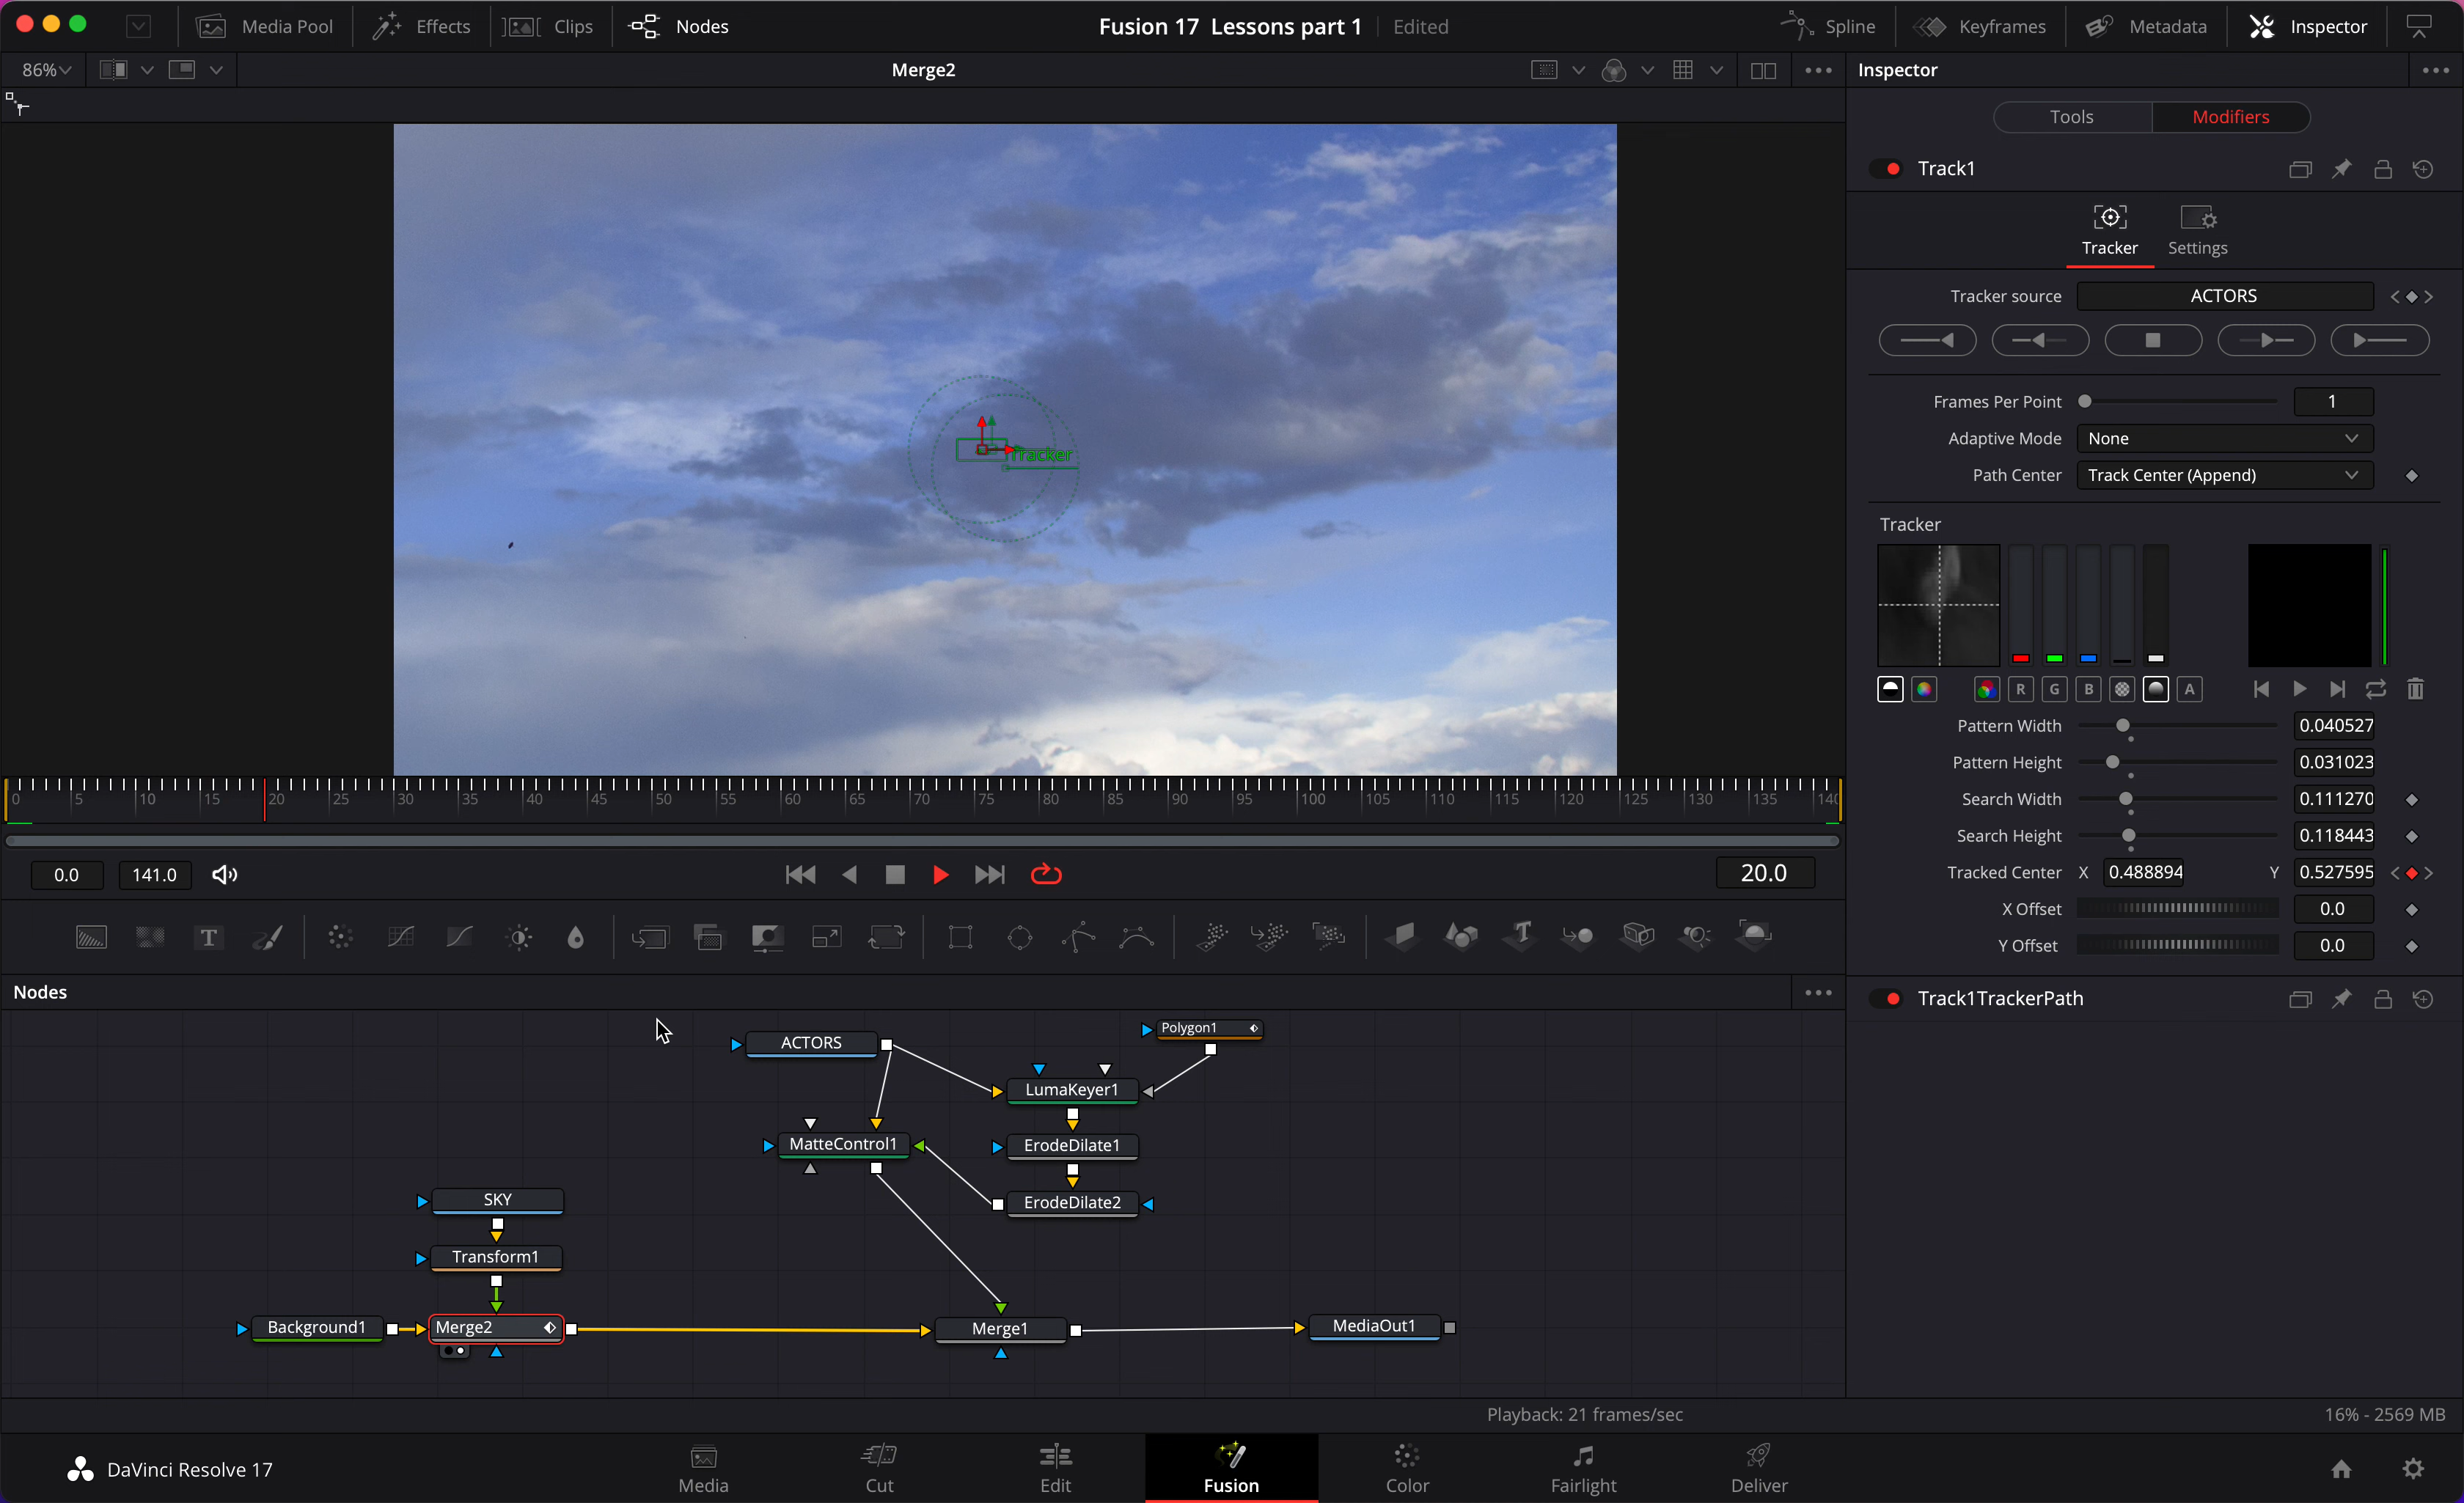 Media Pool
Effects
Clips
Nodes
Fusion 17 Lessons part 1
Edited
Spline
Keyframes
Metadata
Inspector
86%
Merge2
Inspector
Tools
Modifiers
Track1
Tracker
Settings
Tracker source
ACTORS
Frames Per Point
1
Adaptive Mode
None
Path Center
Track Center (Append)
Tracker
Tracker
R
G
B
A
Pattern Width
0.040527
Pattern Height
0.031023
Search Width
0.111270
Search Height
0.118443
Tracked Center X 0.488894 Y 0.527595
X Offset
0.0
Y Offset
0.0
Track1TrackerPath
0 5 10 15 20 25 30 35 40 45 50 55 60 65 70 75 80 85 90 95 100 105 110 115 120 125 130 135 140
0.0
141.0
20.0
T
Nodes
ACTORS
Polygon1
LumaKeyer1
MatteControl1
ErodeDilate1
ErodeDilate2
SKY
Transform1
Background1
Merge2
Merge1
MediaOut1
Playback: 21 frames/sec
16% - 2569 MB
DaVinci Resolve 17
Media
Cut
Edit
Fusion
Color
Fairlight
Deliver